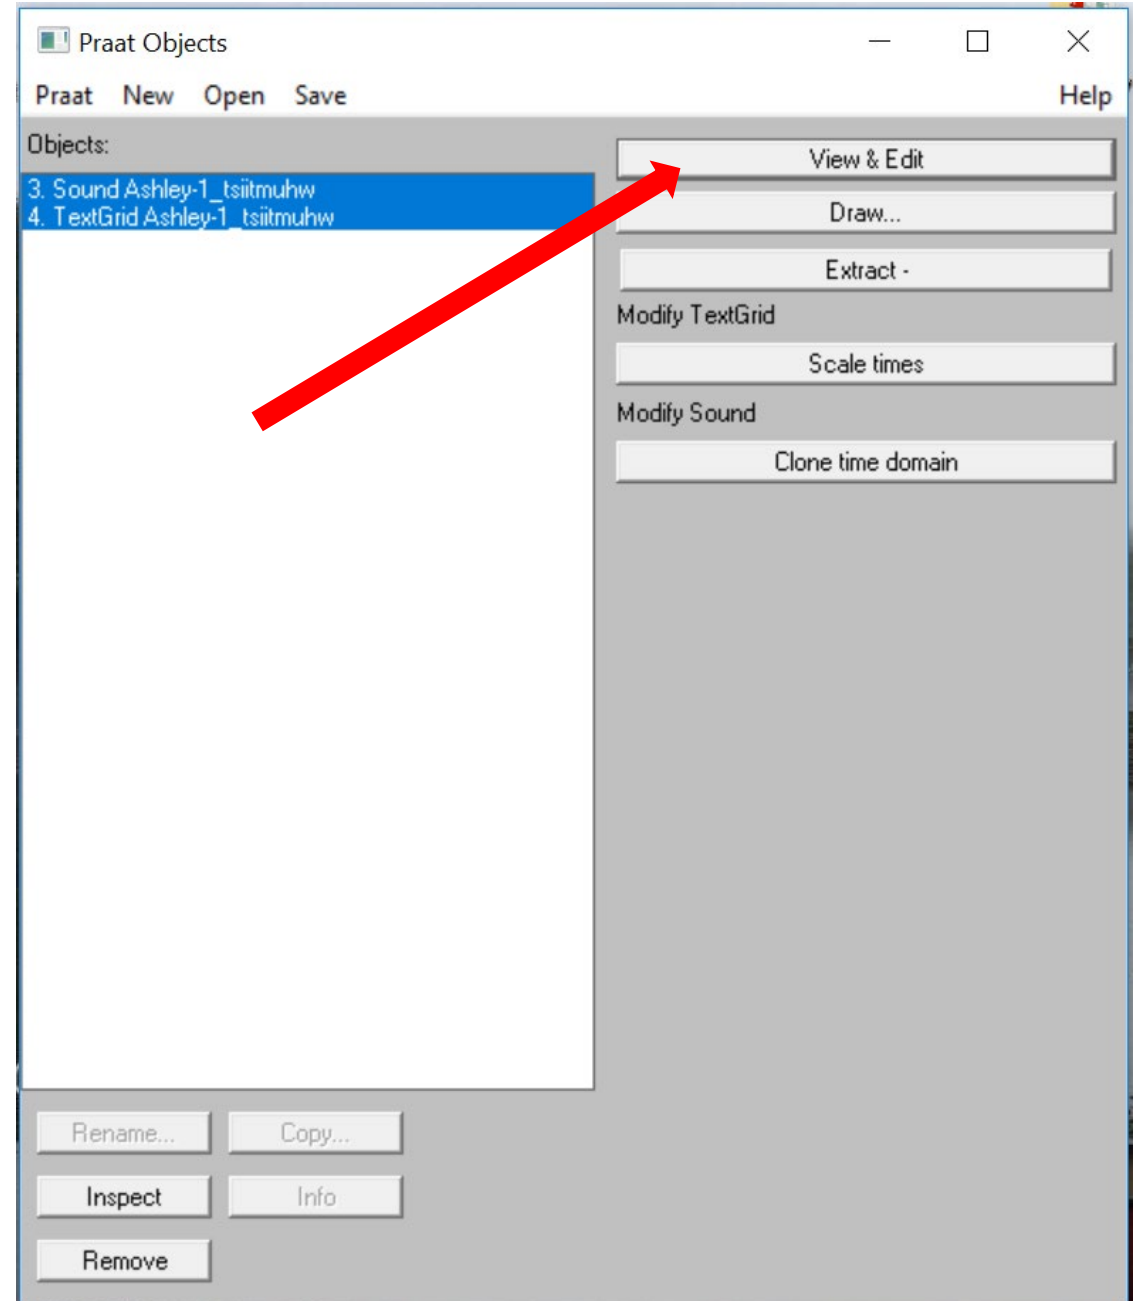 Praat Objects
Praat New Open Save Help
Objects:
3. Sound Ashley-1_tsiitmuhw
4. TextGrid Ashley-1_tsiitmuhw
View & Edit
Draw...
Extract -
Modify TextGrid
Scale times
Modify Sound
Clone time domain
Rename... Copy...
Inspect Info
Remove